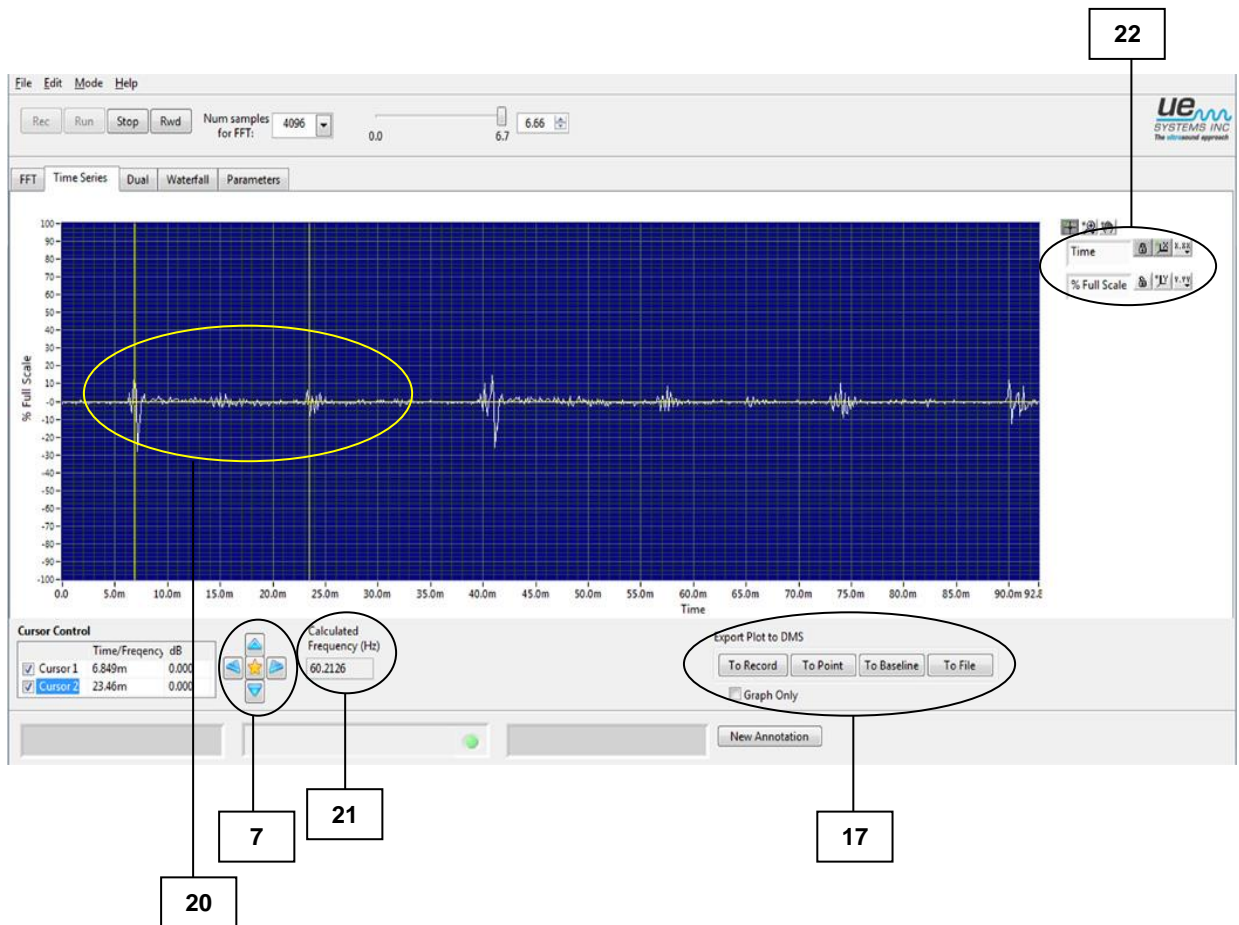 22
File Edit Mode Help
Rec Run Stop Rwd Num samples for FFT: 4096 0.0 6.7 6.66
ue
SYSTEMS INC
The ultrasound approach
FFT Time Series Dual Waterfall Parameters
100
90
80
70
60
50
40
30
20
10
-0
-10
-20
-30
-40
-50
-60
-70
-80
-90
-100
% Full Scale
0.0 5.0m 10.0m 15.0m 20.0m 25.0m 30.0m 35.0m 40.0m 45.0m 50.0m 55.0m 60.0m 65.0m 70.0m 75.0m 80.0m 85.0m 90.0m 92.8
Time
Time
% Full Scale
Cursor Control
Time/Freqency dB
Cursor 1 6.849m 0.000
Cursor 2 23.46m 0.000
Calculated
Frequency (Hz)
60.2126
Export Plot to DMS
To Record To Point To Baseline To File
Graph Only
New Annotation
7
21
17
20